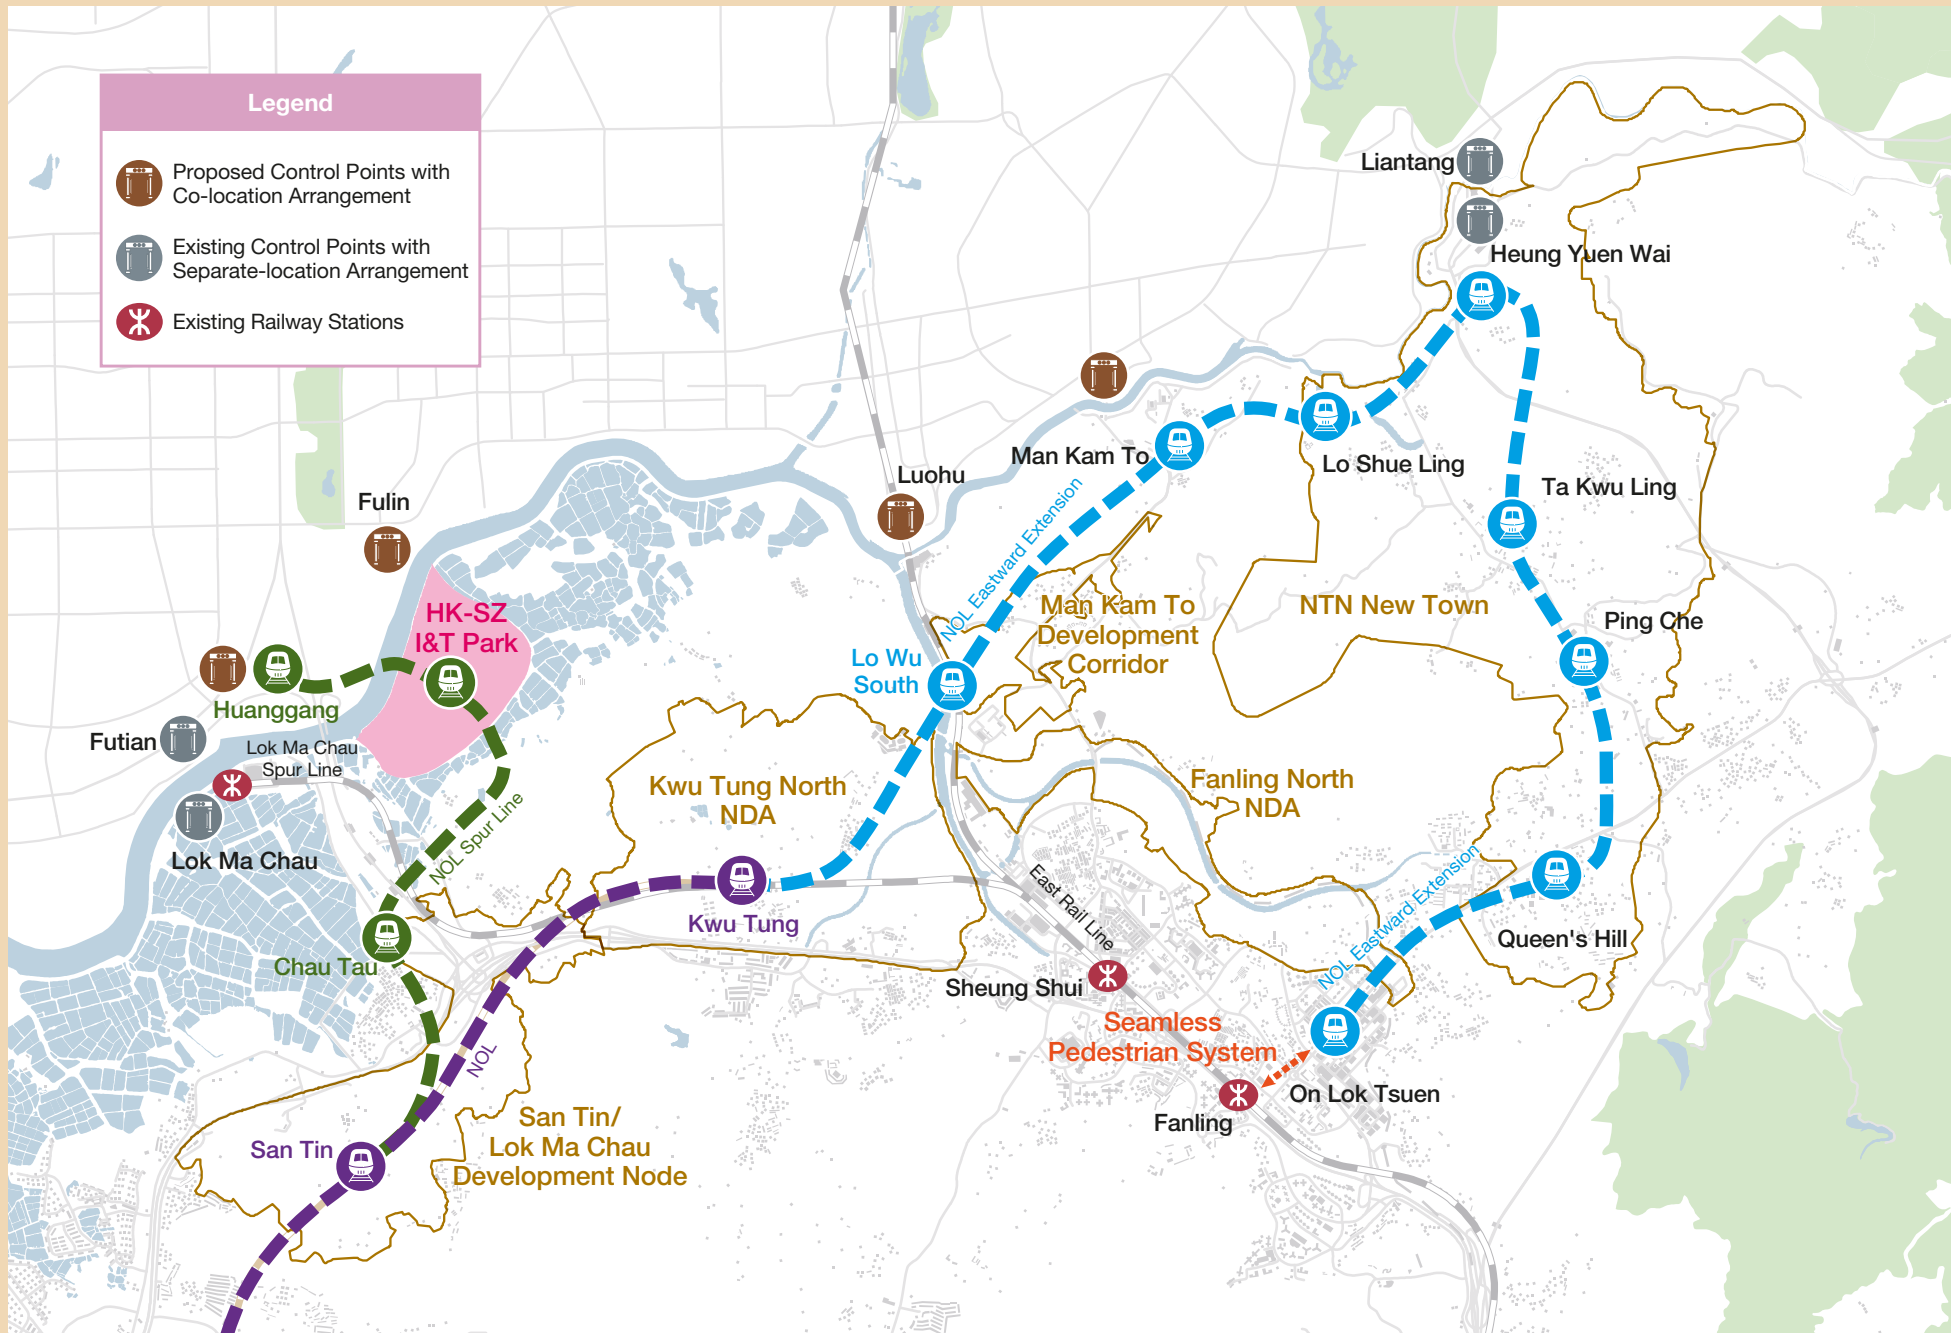 Legend
Proposed Control Points with
Co-location Arrangement
Existing Control Points with
Separate-location Arrangement
Existing Railway Stations
Liantang
Heung Yuen Wai
Man Kam To
Lo Shue Ling
Luohu
Ta Kwu Ling
Fulin
NOL Eastward Extension
HK-SZ
I&T Park
Man Kam To
Development
Corridor
NTN New Town
Ping Che
Lo Wu
South
Huanggang
Futian
Lok Ma Chau
Spur Line
Kwu Tung North
NDA
Fanling North
NDA
NOL Spur Line
Lok Ma Chau
East Rail Line
NOL Eastward Extension
Kwu Tung
Queen's Hill
Chau Tau
Sheung Shui
Seamless
Pedestrian System
NOL
On Lok Tsuen
Fanling
San Tin/
Lok Ma Chau
Development Node
San Tin